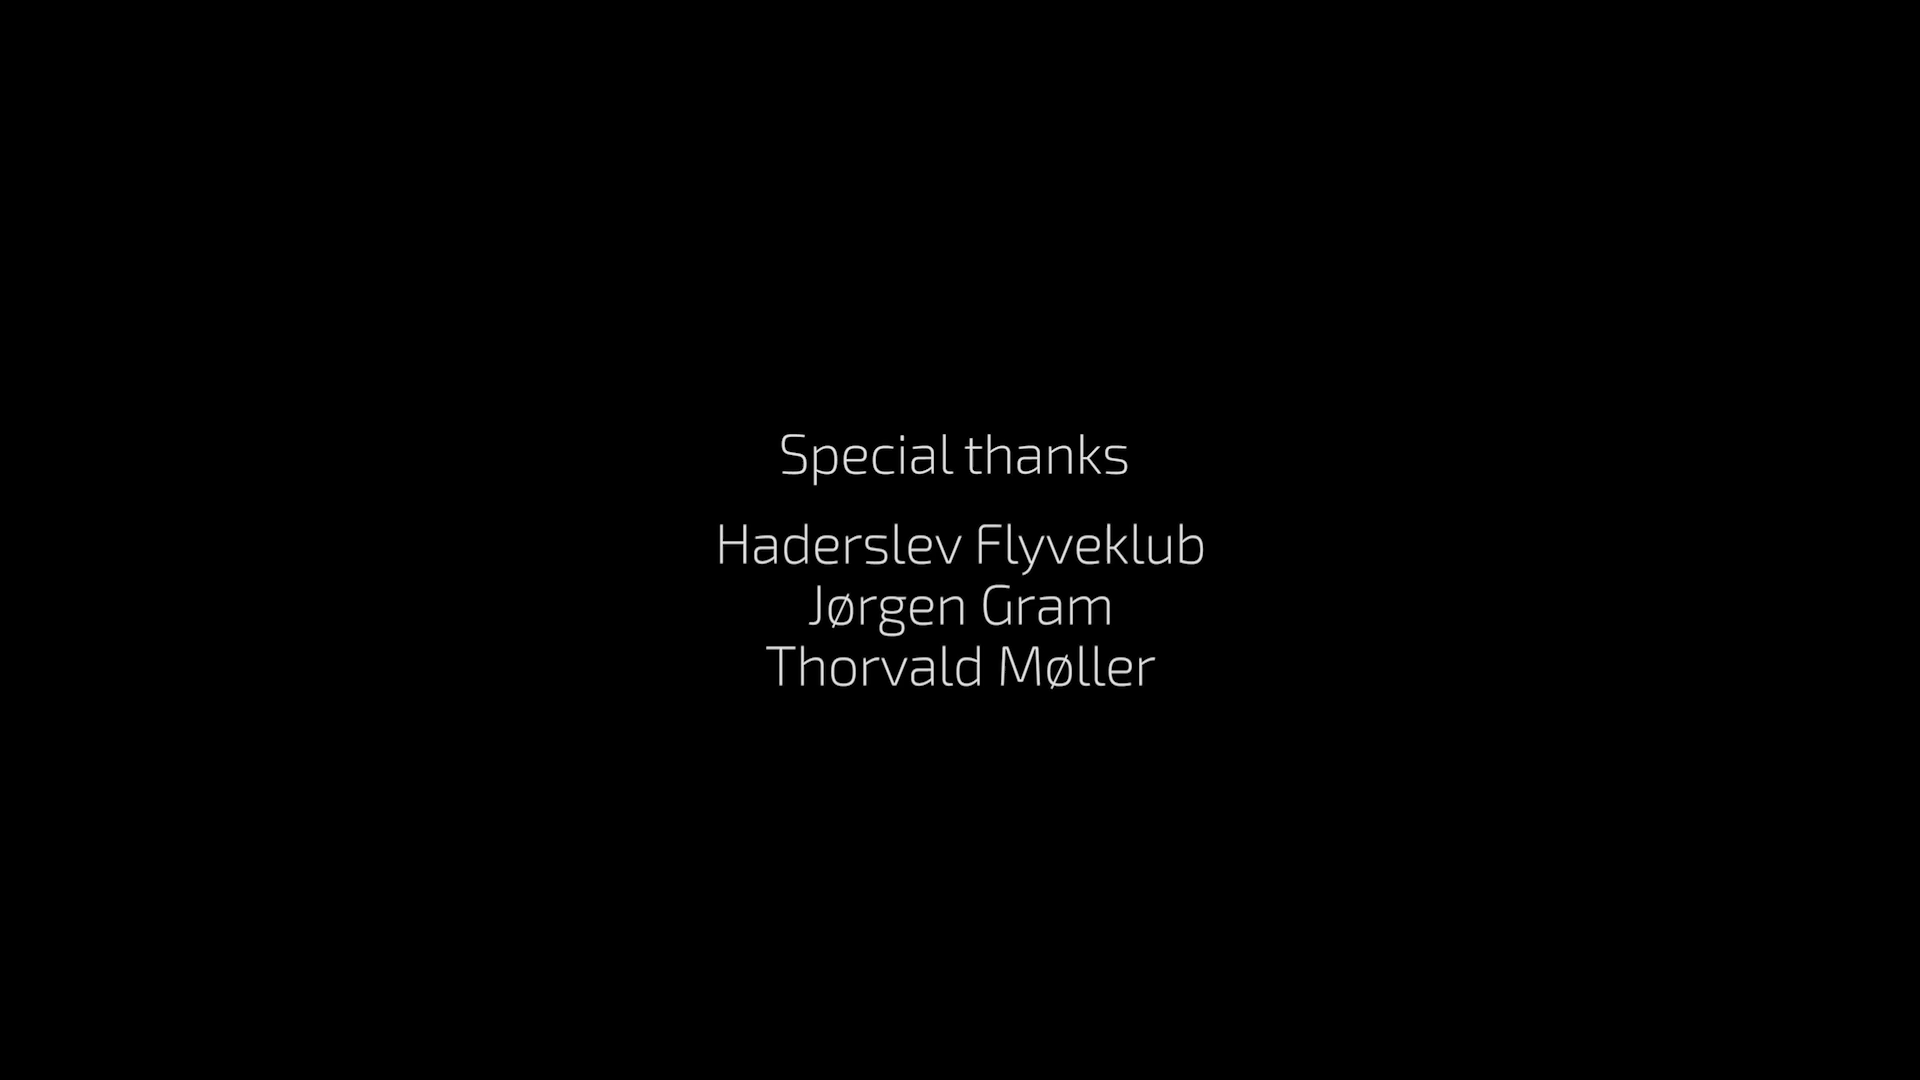 Special thanks
Haderslev Flyveklub
Jørgen Gram
Thorvald Møller